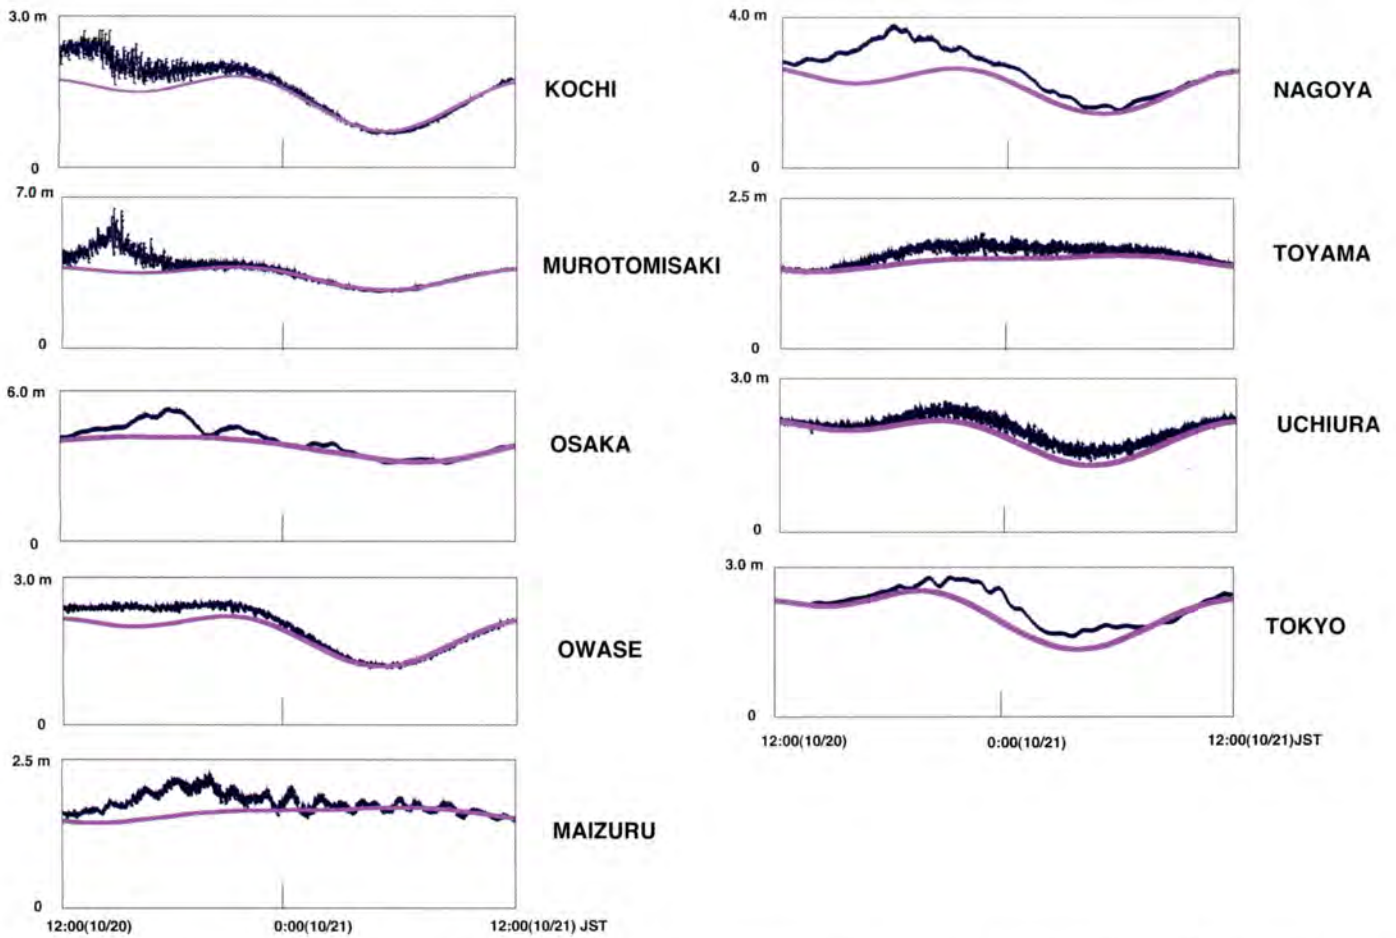 3.0 m
KOCHI
0
7.0 m
MUROTOMISAKI
0
6.0 m
OSAKA
0
3.0 m
OWASE
0
2.5 m
MAIZURU
0
12:00(10/20) 0:00(10/21) 12:00(10/21) JST
4.0 m
NAGOYA
0
2.5 m
TOYAMA
0
3.0 m
UCHIURA
0
3.0 m
TOKYO
0
12:00(10/20) 0:00(10/21) 12:00(10/21)JST